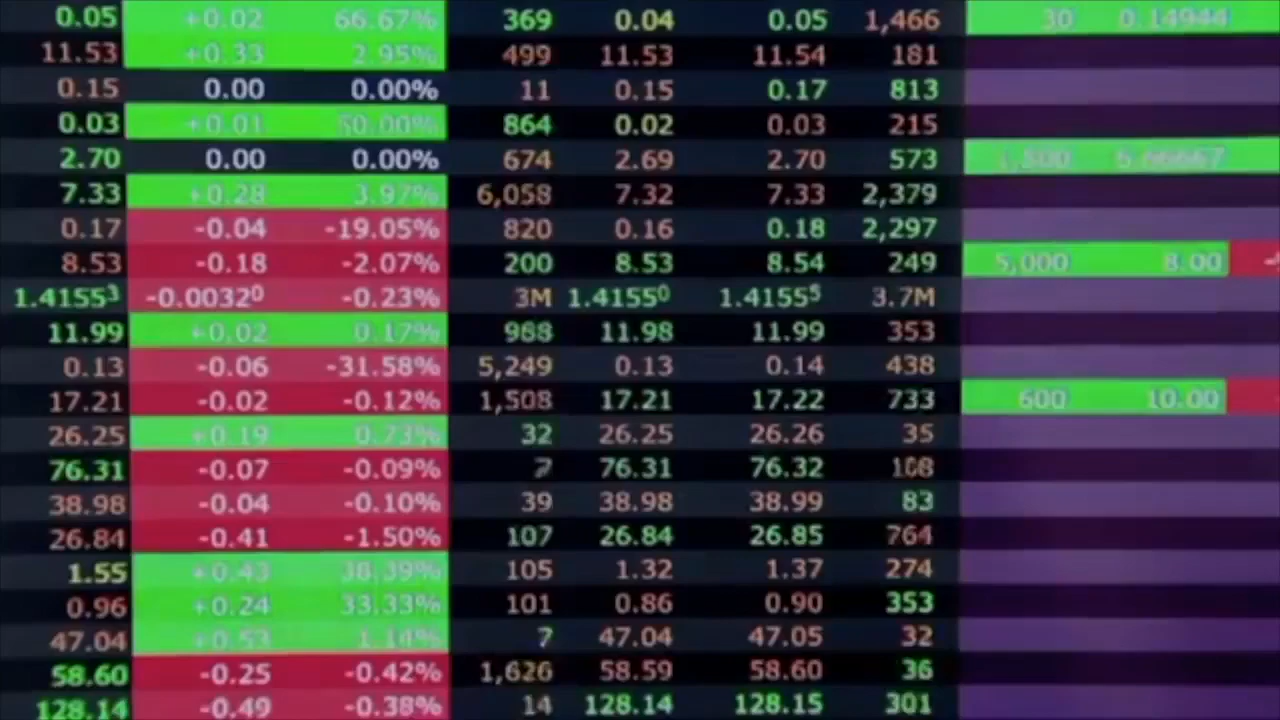 0.05 +0.02 66.67% 369 0.04 0.05 1,466 30 0.14944
11.53 +0.33 2.95% 499 11.53 11.54 181
0.15 0.00 0.00% 11 0.15 0.17 813
0.03 +0.01 50.00% 864 0.02 0.03 215
2.70 0.00 0.00% 674 2.69 2.70 573 1,500 5.66667
7.33 +0.28 3.97% 6,058 7.32 7.33 2,379
0.17 -0.04 -19.05% 820 0.16 0.18 2,297
8.53 -0.18 -2.07% 200 8.53 8.54 249 5,000 8.00
1.4155³ -0.0032⁰ -0.23% 3M 1.4155⁰ 1.4155⁵ 3.7M
11.99 +0.02 0.17% 968 11.98 11.99 353
0.13 -0.06 -31.58% 5,249 0.13 0.14 438
17.21 -0.02 -0.12% 1,508 17.21 17.22 733 600 10.00
26.25 +0.19 0.73% 32 26.25 26.26 35
76.31 -0.07 -0.09% 76.31 76.32
38.98 -0.04 -0.10% 39 38.98 38.99 83
26.84 -0.41 -1.50% 107 26.84 26.85 764
1.55 +0.43 38.39% 105 1.32 1.37 274
0.96 +0.24 33.33% 101 0.86 0.90 353
47.04 +0.53 1.14% 7 47.04 47.05 32
58.60 -0.25 -0.42% 1,626 58.59 58.60 36
128.14 -0.49 -0.38% 14 128.14 128.15 301